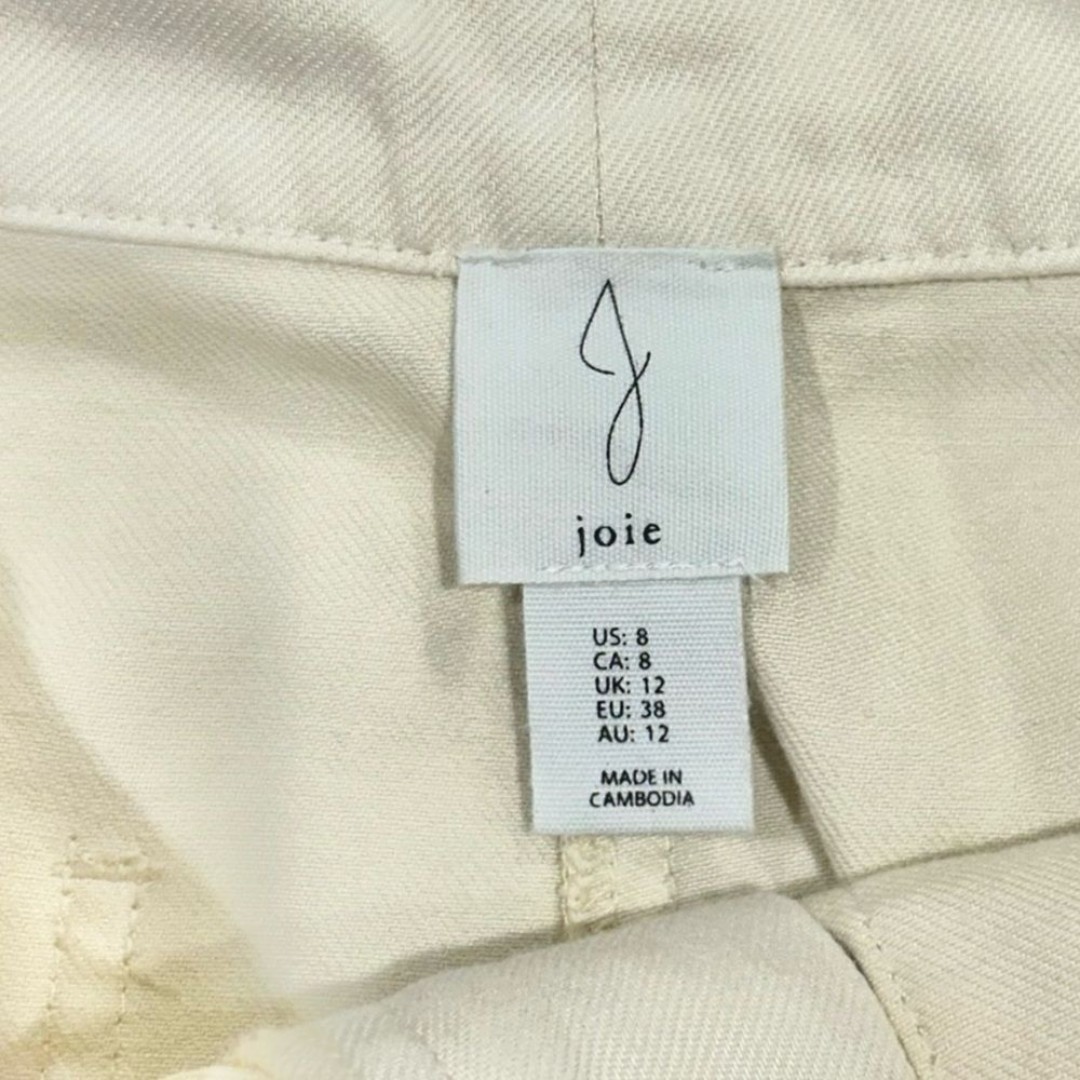 J
joie
US: 8
CA: 8
UK: 12
EU: 38
AU: 12
MADE IN
CAMBODIA